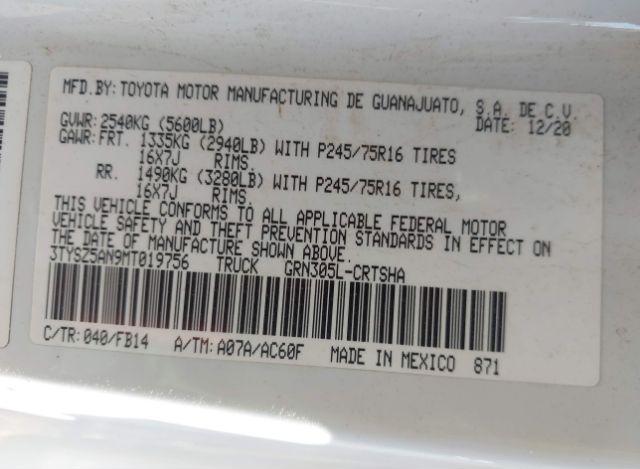 MFD.BY:TOYOTA MOTOR MANUFACTURING DE GUANAJUATO, S.A. DE C.V.
GVWR:2540KG (5600LB) DATE: 12/20
GAWR:FRT. 1335KG (2940LB) WITH P245/75R16 TIRES
16X7J RIMS.
RR. 1490KG (3280LB) WITH P245/75R16 TIRES,
16X7J RIMS.
THIS VEHICLE CONFORMS TO ALL APPLICABLE FEDERAL MOTOR
VEHICLE SAFETY AND THEFT PREVENTION STANDARDS IN EFFECT ON
THE DATE OF MANUFACTURE SHOWN ABOVE.
3TYSZ5AN9MT019756 TRUCK GRN305L-CRTSHA
C/TR:040/FB14 A/TM:A07A/AC60F MADE IN MEXICO 871